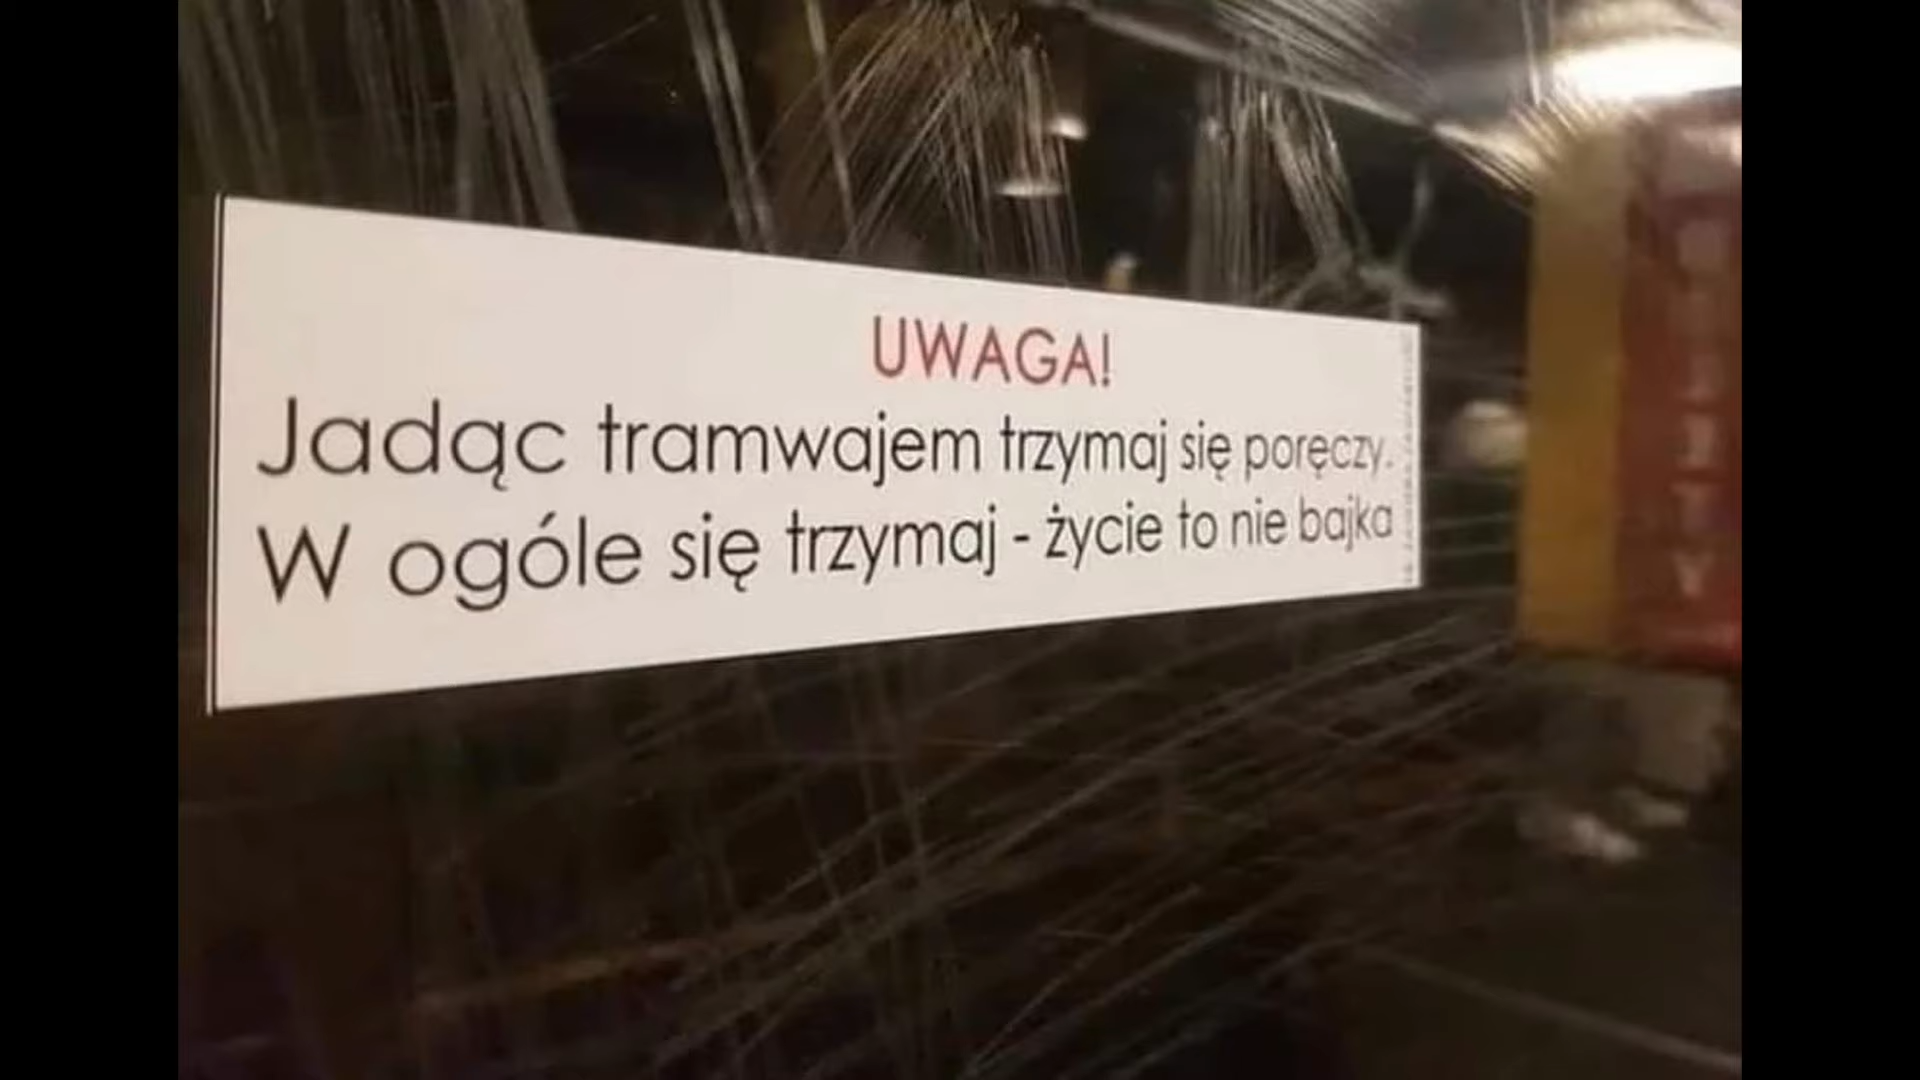 UWAGA!
Jadąc tramwajem trzymaj się poręczy.
W ogóle się trzymaj - życie to nie bajka